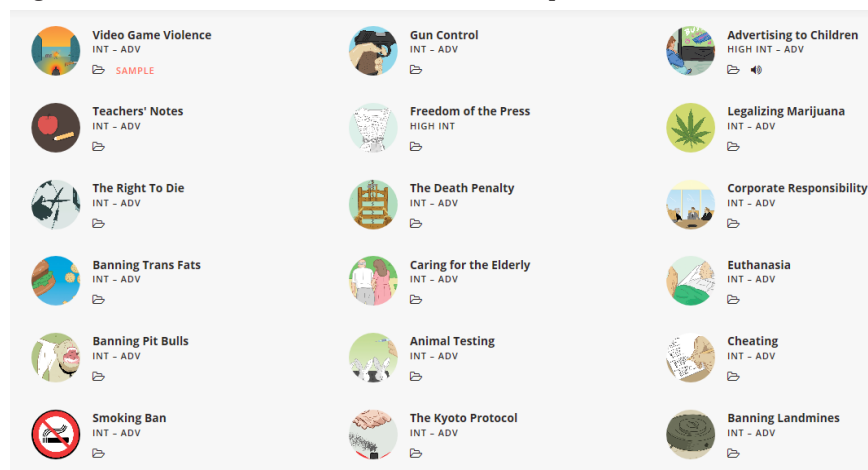 Video Game Violence
INT – ADV
SAMPLE
Gun Control
INT – ADV
Advertising to Children
HIGH INT – ADV
Teachers' Notes
INT – ADV
Freedom of the Press
HIGH INT
Legalizing Marijuana
INT – ADV
The Right To Die
INT – ADV
The Death Penalty
INT – ADV
Corporate Responsibility
INT – ADV
Banning Trans Fats
INT – ADV
Caring for the Elderly
INT – ADV
Euthanasia
INT – ADV
Banning Pit Bulls
INT – ADV
Animal Testing
INT – ADV
Cheating
INT – ADV
Smoking Ban
INT – ADV
The Kyoto Protocol
INT – ADV
Banning Landmines
INT – ADV